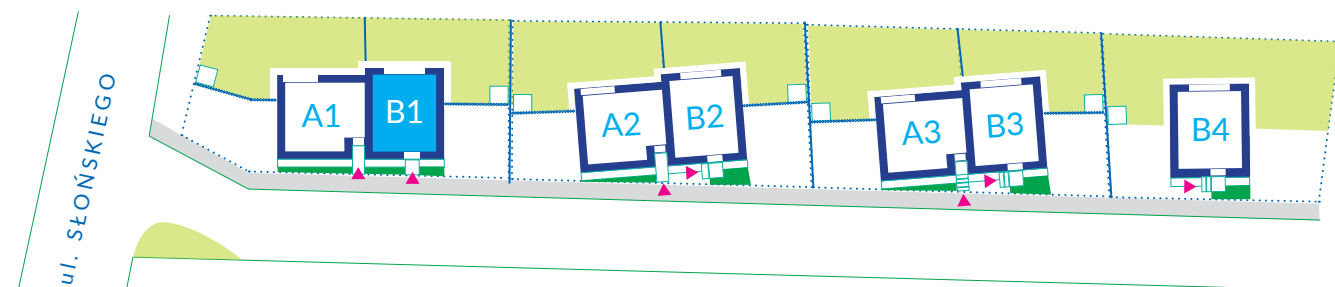 ul. SŁOŃSKIEGO
A1
B1
A2
B2
A3
B3
B4